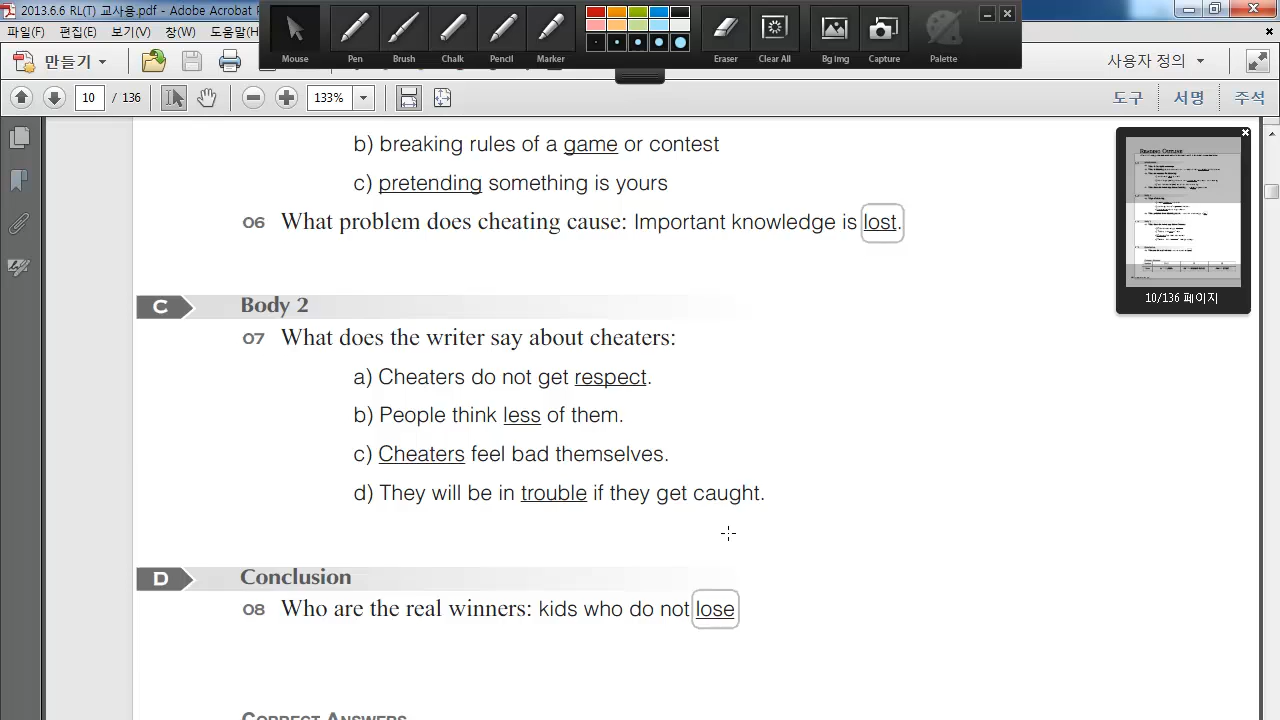 2013.6.6 RL(T) 교사용.pdf - Adobe Acrobat
파일(F) 편집(E) 보기(V) 창(W) 도움말(H
Mouse Pen Brush Chalk Pencil Marker Eraser Clear All Bg img Capture Palette
만들기 사용자 정의
10 / 136 133% 도구 서명 주석
b) breaking rules of a game or contest
c) pretending something is yours
06 What problem does cheating cause: Important knowledge is lost.
C Body 2
07 What does the writer say about cheaters:
a) Cheaters do not get respect.
b) People think less of them.
c) Cheaters feel bad themselves.
d) They will be in trouble if they get caught.
D Conclusion
08 Who are the real winners: kids who do not lose
CORRECT ANSWERS
READING OUTLINE
10/136 페이지